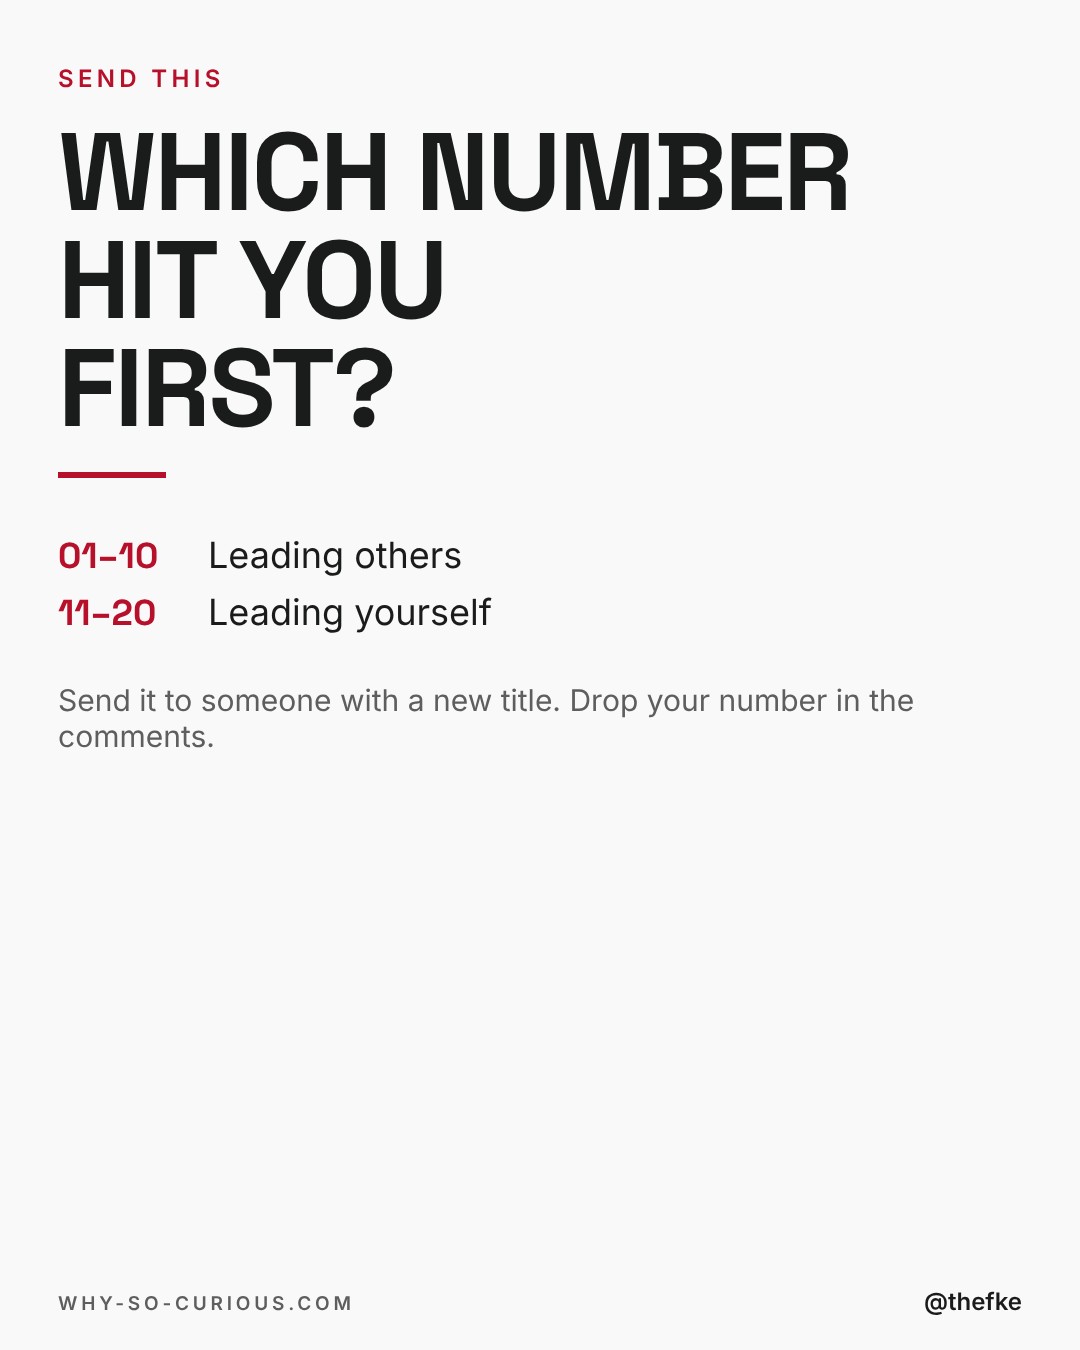 SEND THIS
WHICH NUMBER
HIT YOU
FIRST?
01–10 Leading others
11–20 Leading yourself
Send it to someone with a new title. Drop your number in the
comments.
WHY-SO-CURIOUS.COM @thefke